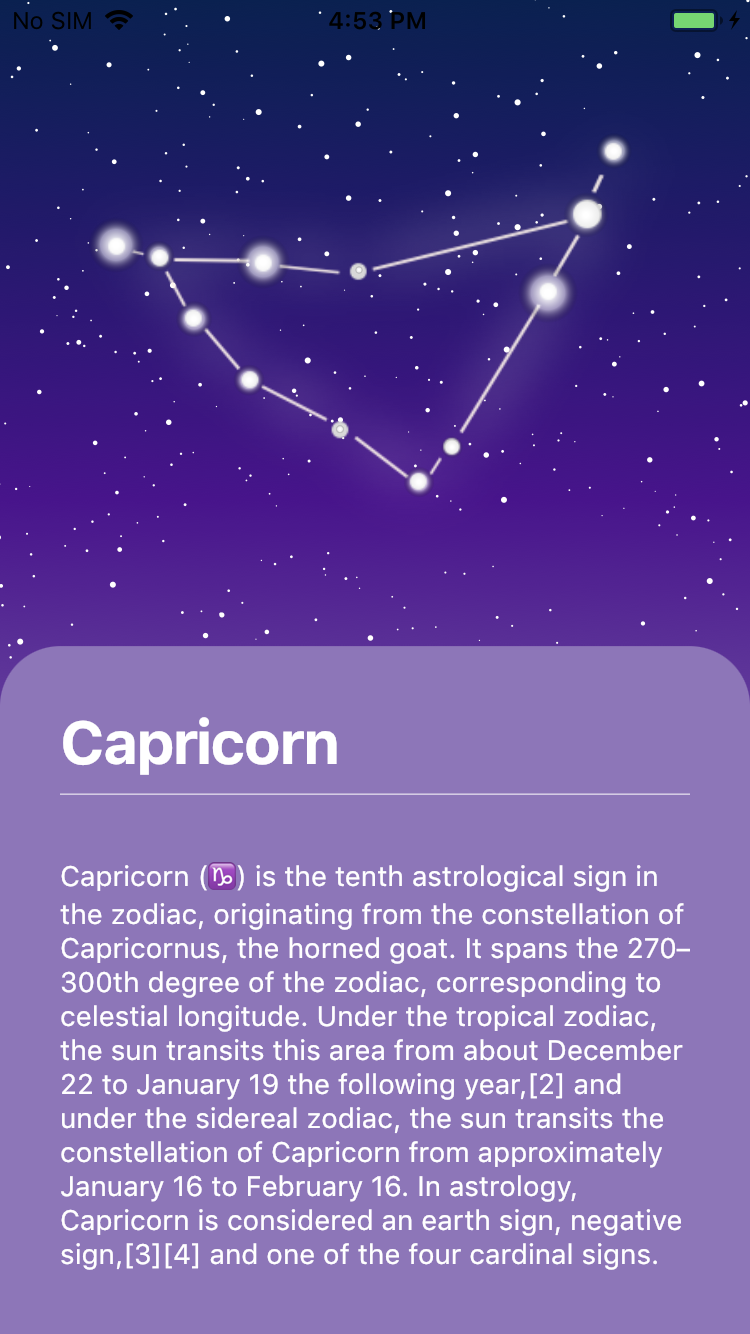 No SIM 4:53 PM
Capricorn
Capricorn (♑) is the tenth astrological sign in
the zodiac, originating from the constellation of
Capricornus, the horned goat. It spans the 270–
300th degree of the zodiac, corresponding to
celestial longitude. Under the tropical zodiac,
the sun transits this area from about December
22 to January 19 the following year,[2] and
under the sidereal zodiac, the sun transits the
constellation of Capricorn from approximately
January 16 to February 16. In astrology,
Capricorn is considered an earth sign, negative
sign,[3][4] and one of the four cardinal signs.